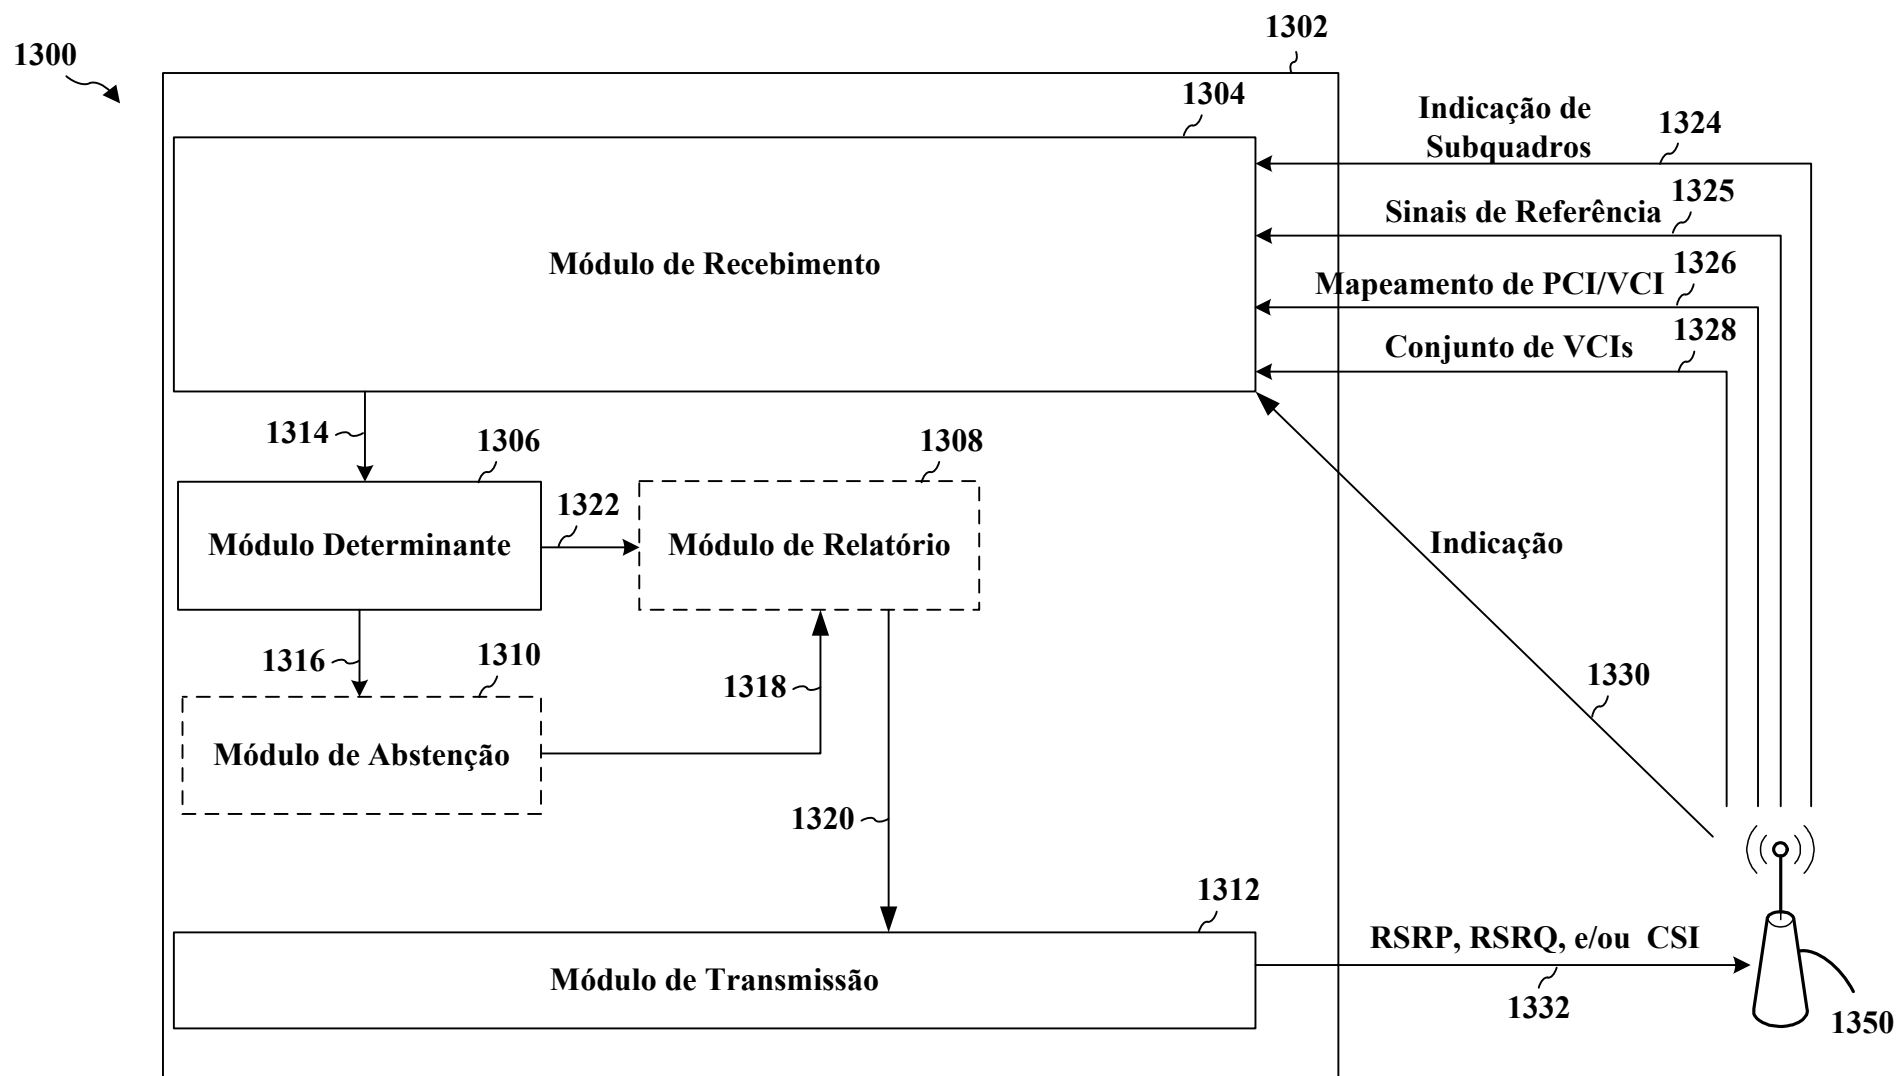 1302
1300
1304
Indicação de
Subquadros
1324
1325
Sinais de Referência
1326
Mapeamento de PCI/VCI
1328
Conjunto de VCIs
Módulo de Recebimento
1314
1306
1308
1322
Módulo Determinante
Módulo de Relatório
Indicação
1316
1310
1318
1330
Módulo de Abstenção
1320
1312
RSRP, RSRQ, e/ou CSI
Módulo de Transmissão
1332
1350